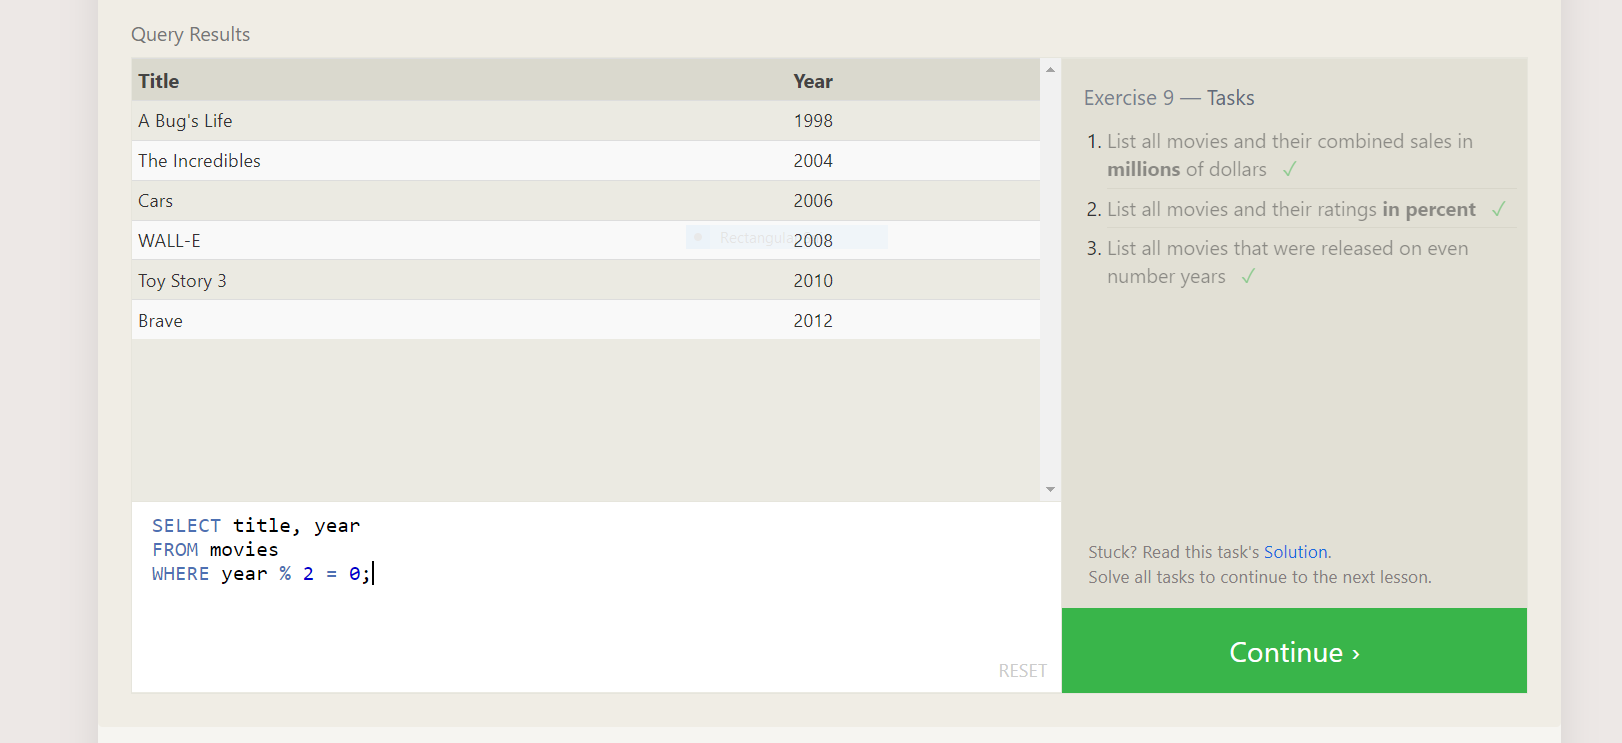 Query Results
Title Year
A Bug's Life 1998
The Incredibles 2004
Cars 2006
WALL-E 2008
Rectangula
Toy Story 3 2010
Brave 2012
SELECT title, year
FROM movies
WHERE year % 2 = 0;
RESET
Exercise 9 — Tasks
1. List all movies and their combined sales in
millions of dollars ✓
2. List all movies and their ratings in percent ✓
3. List all movies that were released on even
number years ✓
Stuck? Read this task's Solution.
Solve all tasks to continue to the next lesson.
Continue ›